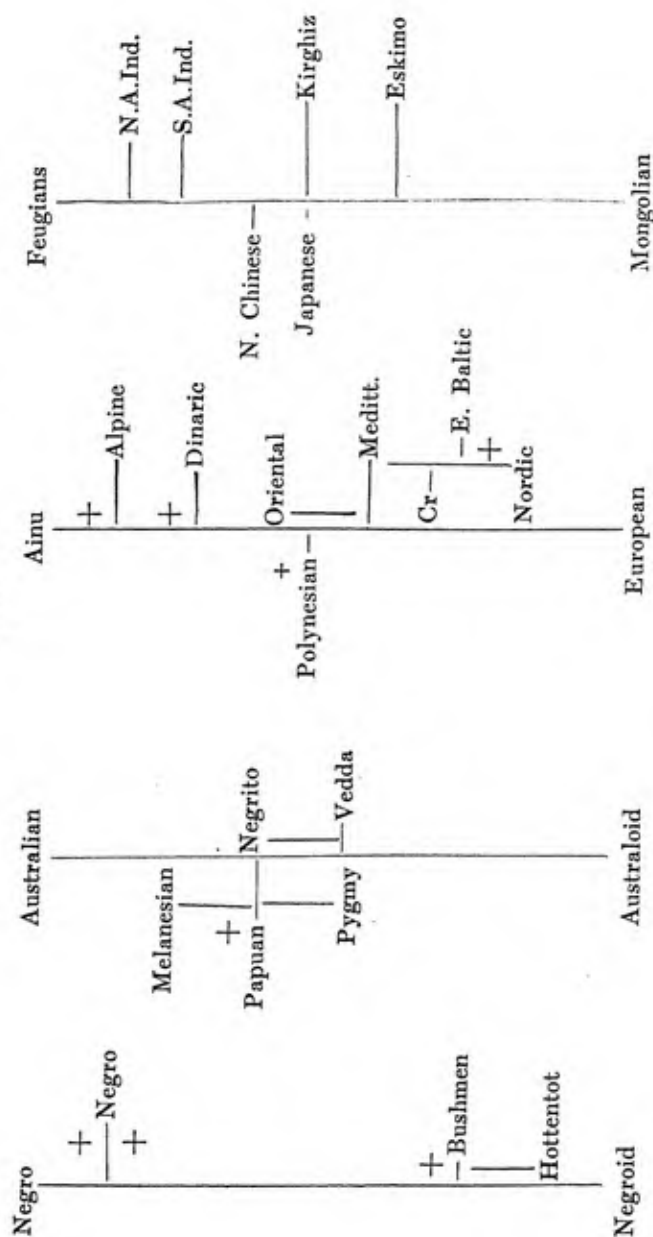 Negro Australian Ainu Feugians
Negro Alpine N.A.Ind.
Melanesian Dinaric S.A.Ind.
Papuan Negrito Oriental N. Chinese
Polynesian Japanese Kirghiz
Pygmy Vedda Meditt.
Eskimo
Cr
Bushmen E. Baltic
Hottentot Nordic
Negroid Australoid European Mongolian